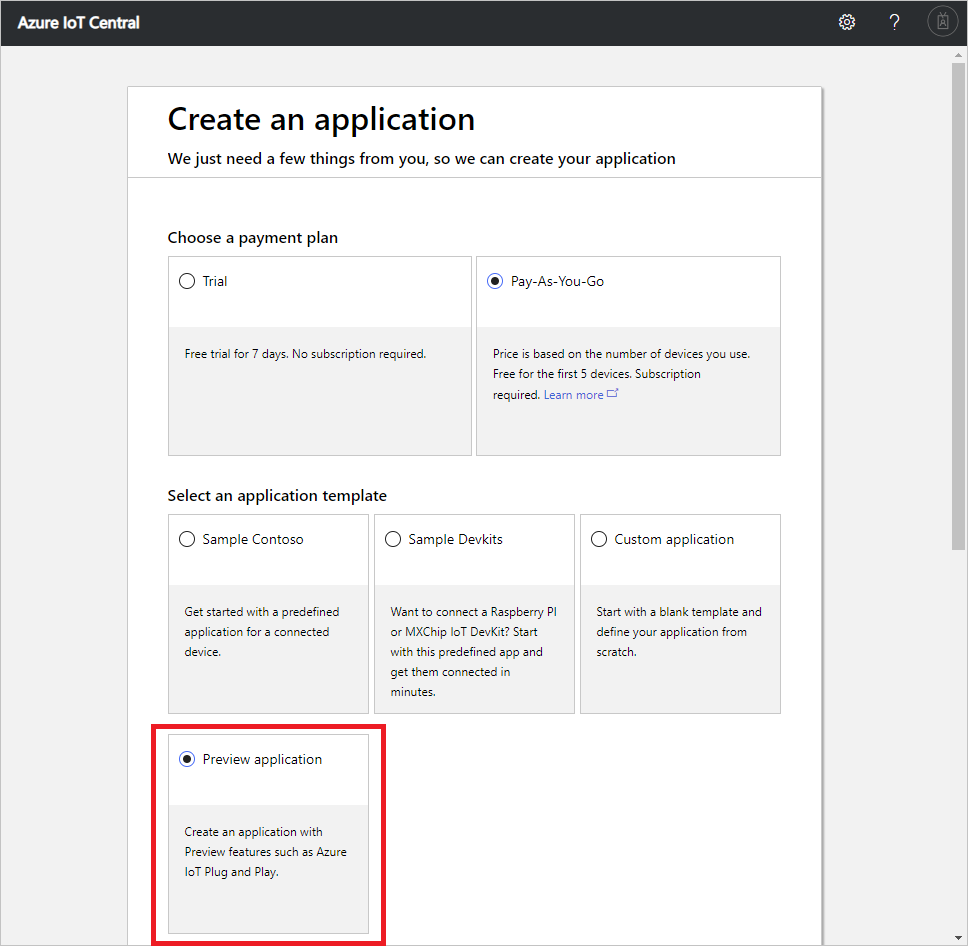 Azure IoT Central
?
Create an application
We just need a few things from you, so we can create your application
Choose a payment plan
Trial
Free trial for 7 days. No subscription required.
Pay-As-You-Go
Price is based on the number of devices you use.
Free for the first 5 devices. Subscription
required. Learn more
Select an application template
Sample Contoso
Get started with a predefined
application for a connected
device.
Sample Devkits
Want to connect a Raspberry PI
or MXChip IoT DevKit? Start
with this predefined app and
get them connected in
minutes.
Custom application
Start with a blank template and
define your application from
scratch.
Preview application
Create an application with
Preview features such as Azure
IoT Plug and Play.